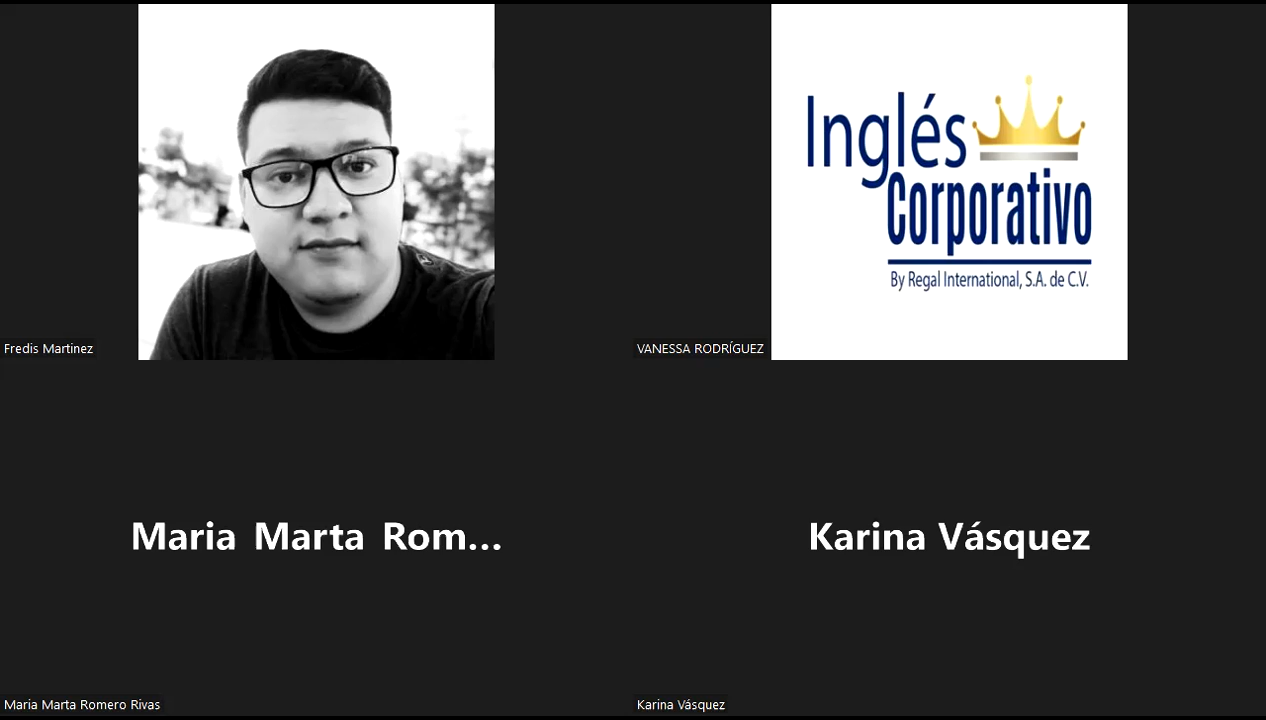 Inglés
Corporativo
By Regal International, S.A. de C.V.
Fredis Martinez
VANESSA RODRÍGUEZ
Maria Marta Rom...
Karina Vásquez
Maria Marta Romero Rivas
Karina Vásquez